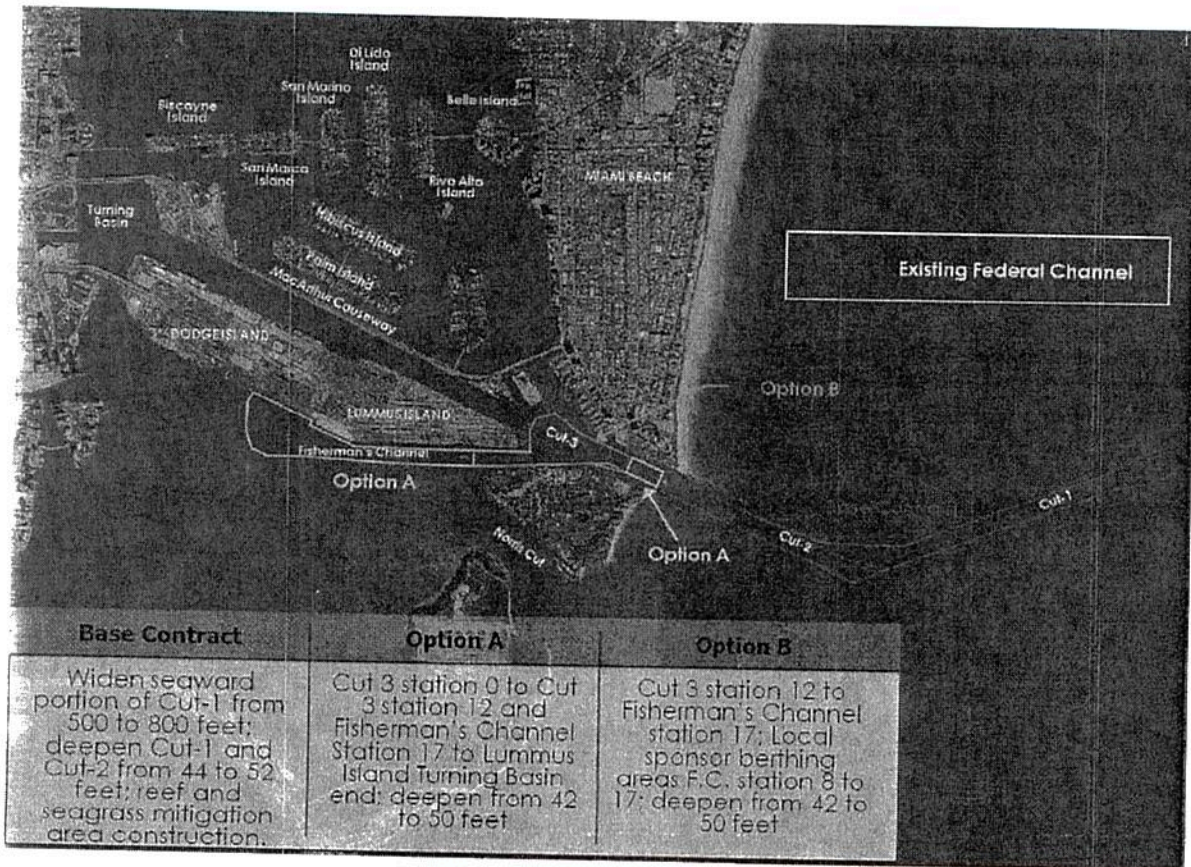 Di Lido
Island
San Marino
Island
Biscayne
Island
Belle Island
San Marco
Island
MIAMI BEACH
Rivo Alto
Island
Turning
Basin
Hibiscus Island
Palm Island
MacArthur Causeway
Existing Federal Channel
DODGE ISLAND
Option B
LUMMUS ISLAND
Cut-3
Fisherman's Channel
Option A
Cut-1
Norris Cut
Option A
Cut-2
Base Contract
Widen seaward
portion of Cut-1 from
500 to 800 feet;
deepen Cut-1 and
Cut-2 from 44 to 52
feet; reef and
seagrass mitigation
area construction.
Option A
Cut 3 station 0 to Cut
3 station 12 and
Fisherman's Channel
Station 17 to Lummus
Island Turning Basin
end; deepen from 42
to 50 feet
Option B
Cut 3 station 12 to
Fisherman's Channel
station 17; Local
sponsor berthing
areas F.C. station 8 to
17; deepen from 42 to
50 feet